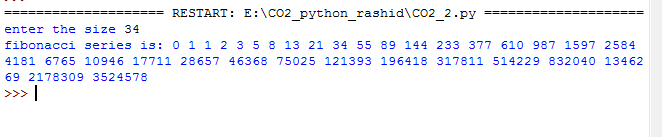 ==================== RESTART: E:\CO2_python_rashid\CO2_2.py ====================
enter the size 34
fibonacci series is: 0 1 1 2 3 5 8 13 21 34 55 89 144 233 377 610 987 1597 2584
4181 6765 10946 17711 28657 46368 75025 121393 196418 317811 514229 832040 13462
69 2178309 3524578
>>>